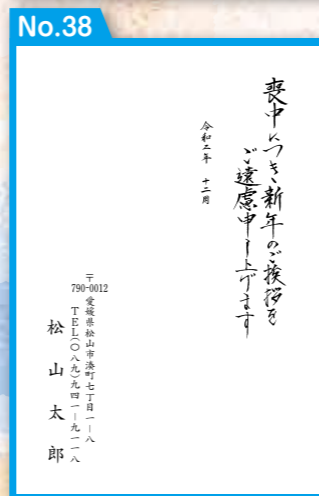 No.38
喪中につき新年のご挨拶を
ご遠慮申し上げます
令和二年 十二月
〒790-0012
愛媛県松山市湊町七丁目一ー八
TEL(〇八九)九四一ー九一一八
松山太郎